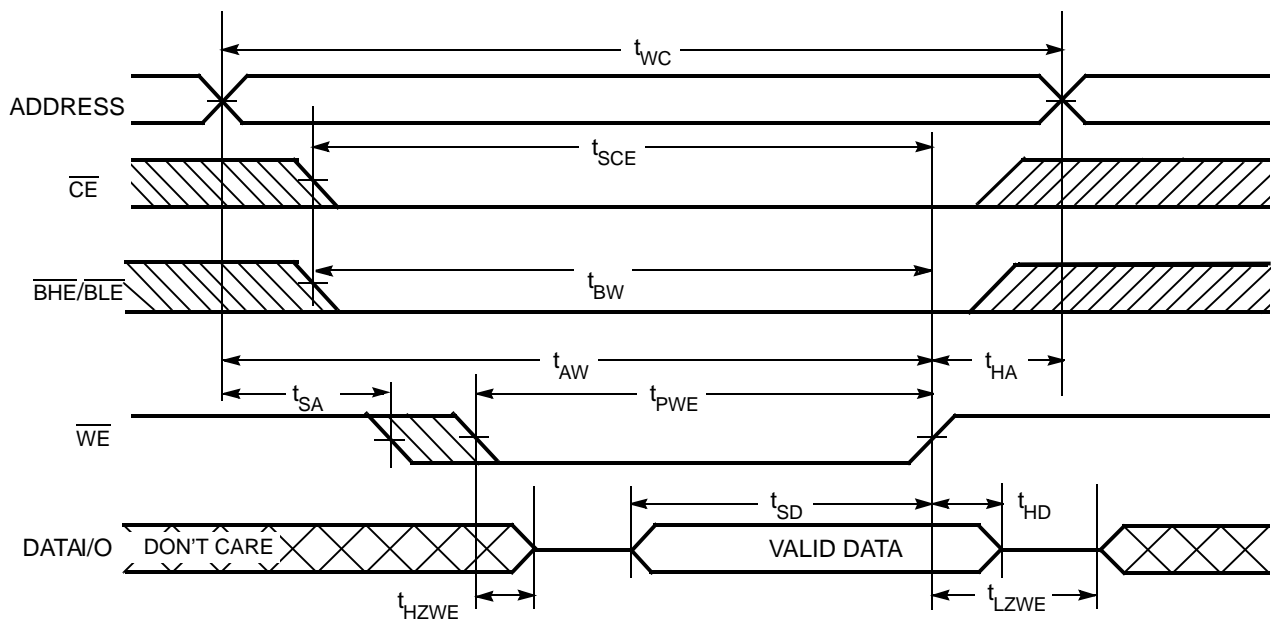 tWC
ADDRESS
tSCE
CE
BHE/BLE
tBW
tAW
tHA
tSA
tPWE
WE
tSD
tHD
DATAI/O
DON'T CARE
VALID DATA
tHZWE
tLZWE